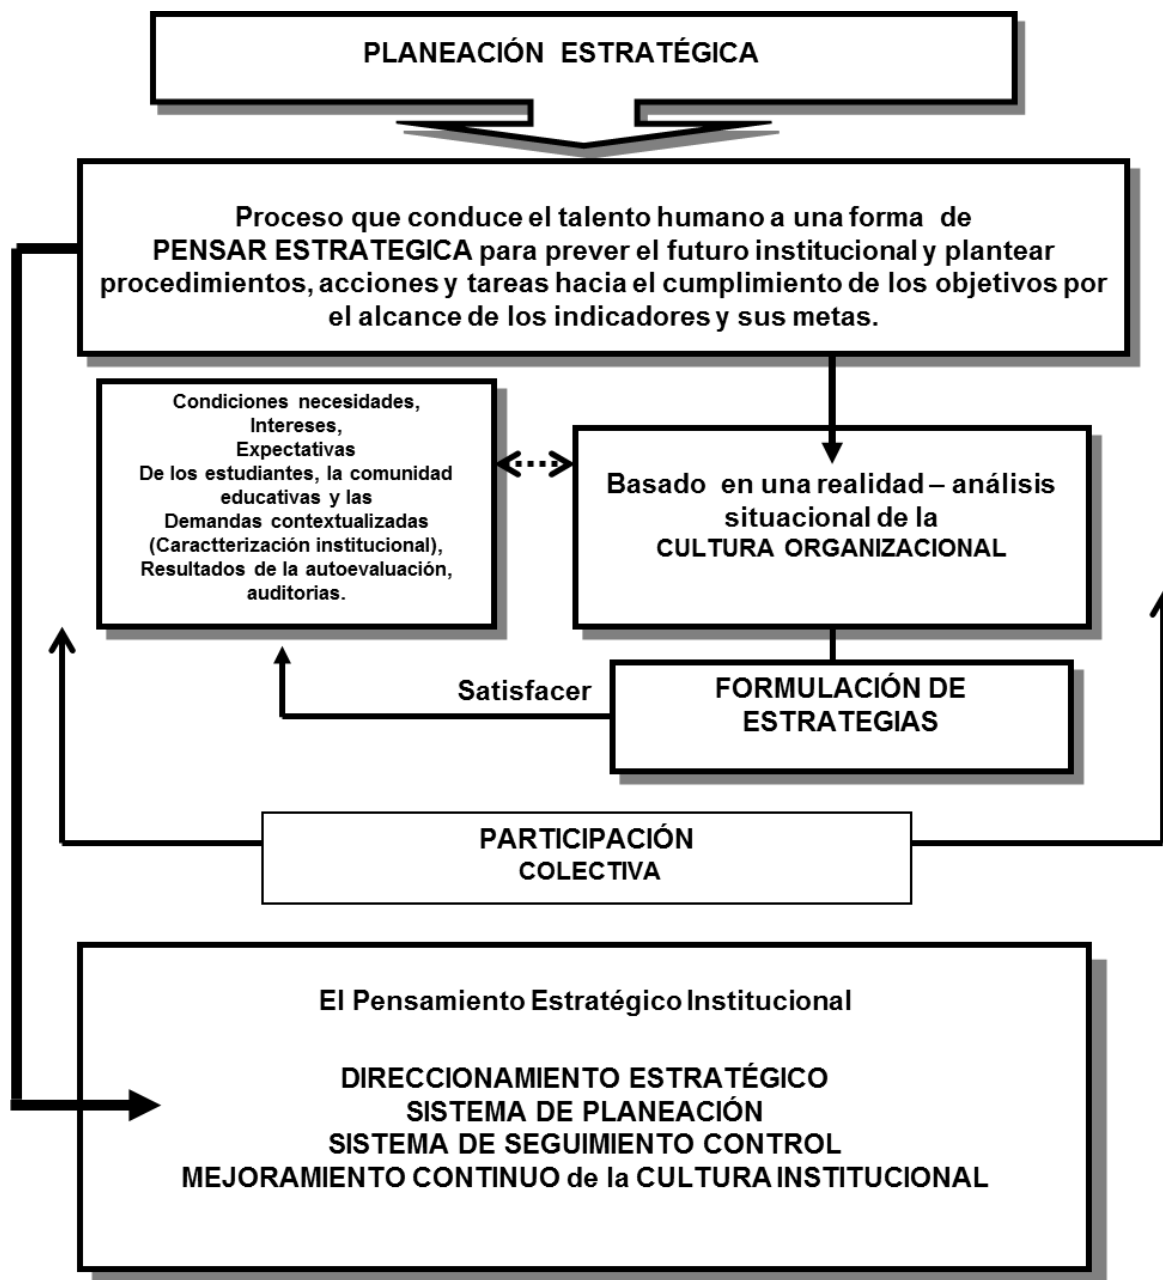 PLANEACIÓN ESTRATÉGICA
Proceso que conduce el talento humano a una forma de
PENSAR ESTRATEGICA para prever el futuro institucional y plantear
procedimientos, acciones y tareas hacia el cumplimiento de los objetivos por
el alcance de los indicadores y sus metas.
Condiciones necesidades,
Intereses,
Expectativas
De los estudiantes, la comunidad
educativas y las
Demandas contextualizadas
(Caractterización institucional),
Resultados de la autoevaluación,
auditorias.
Basado en una realidad – análisis
situacional de la
CULTURA ORGANIZACIONAL
Satisfacer
FORMULACIÓN DE
ESTRATEGIAS
PARTICIPACIÓN
COLECTIVA
El Pensamiento Estratégico Institucional
DIRECCIONAMIENTO ESTRATÉGICO
SISTEMA DE PLANEACIÓN
SISTEMA DE SEGUIMIENTO CONTROL
MEJORAMIENTO CONTINUO de la CULTURA INSTITUCIONAL